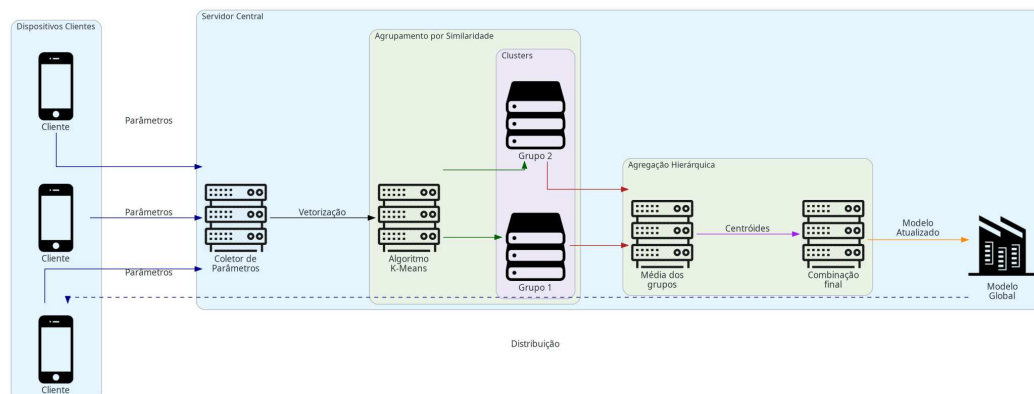 Dispositivos Clientes
Servidor Central
Agrupamento por Similaridade
Clusters
Cliente
Parâmetros
Grupo 2
Agregação Hierárquica
Cliente
Parâmetros
Coletor de
Parâmetros
Vetorização
Algoritmo
K-Means
Grupo 1
Média dos
grupos
Centróides
Combinação
final
Modelo
Atualizado
Modelo
Global
Parâmetros
Distribuição
Cliente